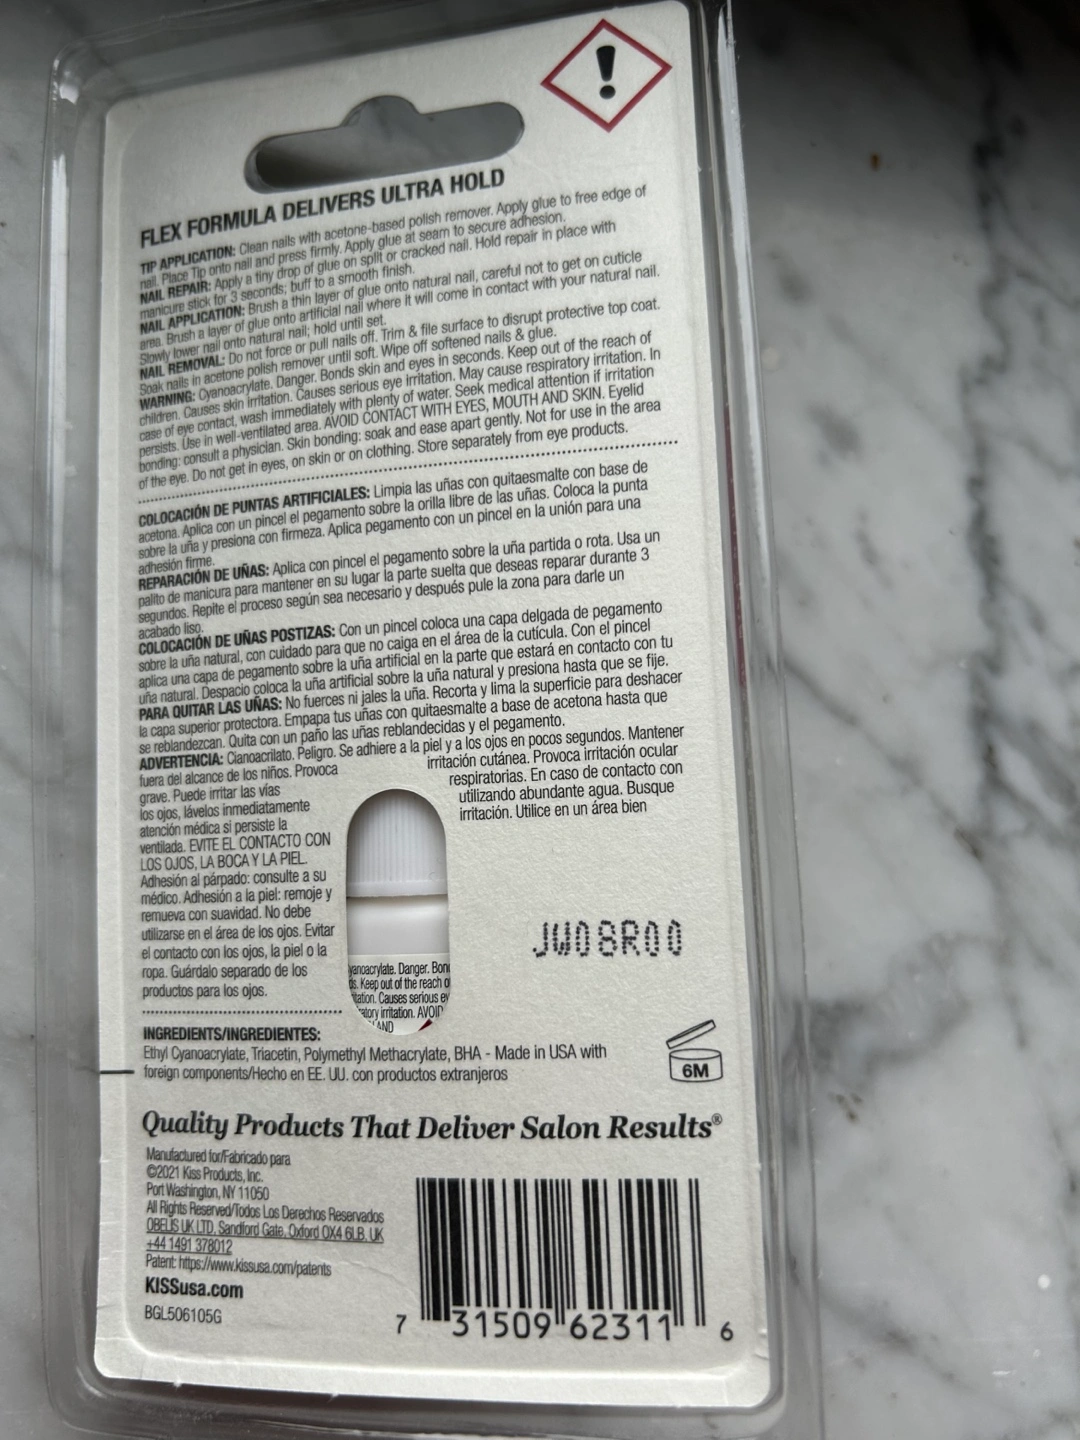 FLEX FORMULA DELIVERS ULTRA HOLD
TIP APPLICATION: Clean nails with acetone-based polish remover. Apply glue to free edge of
nail. Place Tip onto nail and press firmly. Apply glue at seam to secure adhesion.
NAIL REPAIR: Apply a tiny drop of glue on split or cracked nail. Hold repair in place with
manicure stick for 3 seconds; buff to a smooth finish.
NAIL APPLICATION: Brush a thin layer of glue onto natural nail, careful not to get on cuticle
area. Brush a layer of glue onto artificial nail where it will come in contact with your natural nail.
Slowly lower nail onto natural nail; hold until set.
NAIL REMOVAL: Do not force or pull nails off. Trim & file surface to disrupt protective top coat.
Soak nails in acetone polish remover until soft. Wipe off softened nails & glue.
WARNING: Cyanoacrylate. Danger. Bonds skin and eyes in seconds. Keep out of the reach of
children. Causes skin irritation. Causes serious eye irritation. May cause respiratory irritation. In
case of eye contact, wash immediately with plenty of water. Seek medical attention if irritation
persists. Use in well-ventilated area. AVOID CONTACT WITH EYES, MOUTH AND SKIN. Eyelid
bonding: consult a physician. Skin bonding: soak and ease apart gently. Not for use in the area
of the eye. Do not get in eyes, on skin or on clothing. Store separately from eye products.
COLOCACIÓN DE PUNTAS ARTIFICIALES: Limpia las uñas con quitaesmalte con base de
acetona. Aplica con un pincel el pegamento sobre la orilla libre de las uñas. Coloca la punta
sobre la uña y presiona con firmeza. Aplica pegamento con un pincel en la unión para una
adhesión firme.
REPARACIÓN DE UÑAS: Aplica con pincel el pegamento sobre la uña partida o rota. Usa un
palito de manicura para mantener en su lugar la parte suelta que deseas reparar durante 3
segundos. Repite el proceso según sea necesario y después pule la zona para darle un
acabado liso.
COLOCACIÓN DE UÑAS POSTIZAS: Con un pincel coloca una capa delgada de pegamento
sobre la uña natural, con cuidado para que no caiga en el área de la cutícula. Con el pincel
aplica una capa de pegamento sobre la uña artificial en la parte que estará en contacto con tu
uña natural. Despacio coloca la uña artificial sobre la uña natural y presiona hasta que se fije.
PARA QUITAR LAS UÑAS: No fuerces ni jales la uña. Recorta y lima la superficie para deshacer
la capa superior protectora. Empapa tus uñas con quitaesmalte a base de acetona hasta que
se reblandezcan. Quita con un paño las uñas reblandecidas y el pegamento.
ADVERTENCIA: Cianoacrilato. Peligro. Se adhiere a la piel y a los ojos en pocos segundos. Mantener
fuera del alcance de los niños. Provoca irritación cutánea. Provoca irritación ocular
grave. Puede irritar las vías respiratorias. En caso de contacto con
los ojos, lávelos inmediatamente utilizando abundante agua. Busque
atención médica si persiste la irritación. Utilice en un área bien
ventilada. EVITE EL CONTACTO CON
LOS OJOS, LA BOCA Y LA PIEL.
Adhesión al párpado: consulte a su
médico. Adhesión a la piel: remoje y
remueva con suavidad. No debe
utilizarse en el área de los ojos. Evitar
el contacto con los ojos, la piel o la
ropa. Guárdalo separado de los
productos para los ojos.
yanoacrylate. Danger. Bon
ds. Keep out of the reach o
itation. Causes serious ey
atory irritation. AVOID
AND
JW08R00
INGREDIENTS/INGREDIENTES:
Ethyl Cyanoacrylate, Triacetin, Polymethyl Methacrylate, BHA - Made in USA with
foreign components/Hecho en EE. UU. con productos extranjeros
6M
Quality Products That Deliver Salon Results®
Manufactured for/Fabricado para
©2021 Kiss Products, Inc.
Port Washington, NY 11050
All Rights Reserved/Todos Los Derechos Reservados
OBELIS UK LTD. Sandford Gate, Oxford OX4 6LB, UK
+44 1491 378012
Patent: https://www.kissusa.com/patents
KISSusa.com
BGL506105G
7 31509 62311 6